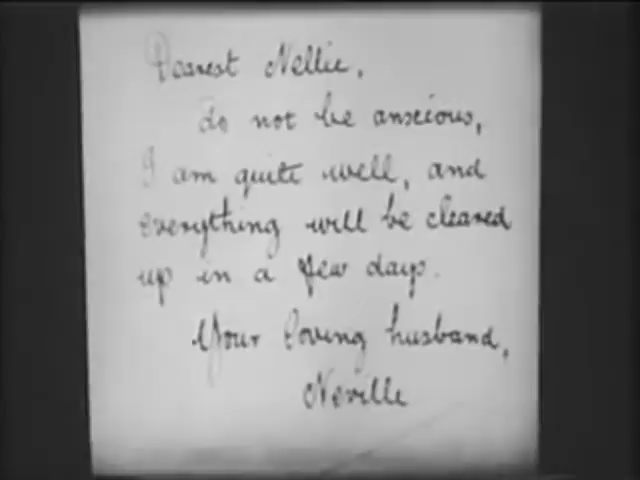 Dearest Nellie,
do not be anxious,
I am quite well, and
everything will be cleared
up in a few days.
Your loving husband,
Neville